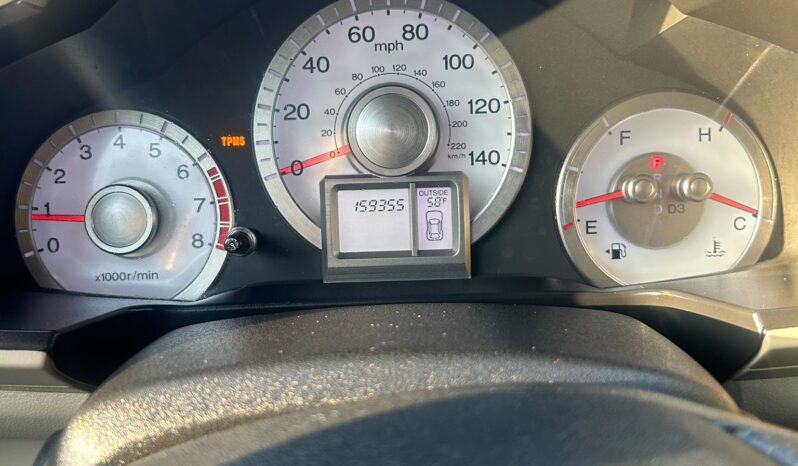 0 1 2 3 4 5 6 7 8
x1000r/min
TPMS
0 20 40 60 80 100 120 140
mph
0 20 40 60 80 100 120 140 160 180 200 220
km/h
159355
OUTSIDE
58°F
F
E
H
C
P
R
N
D
D3